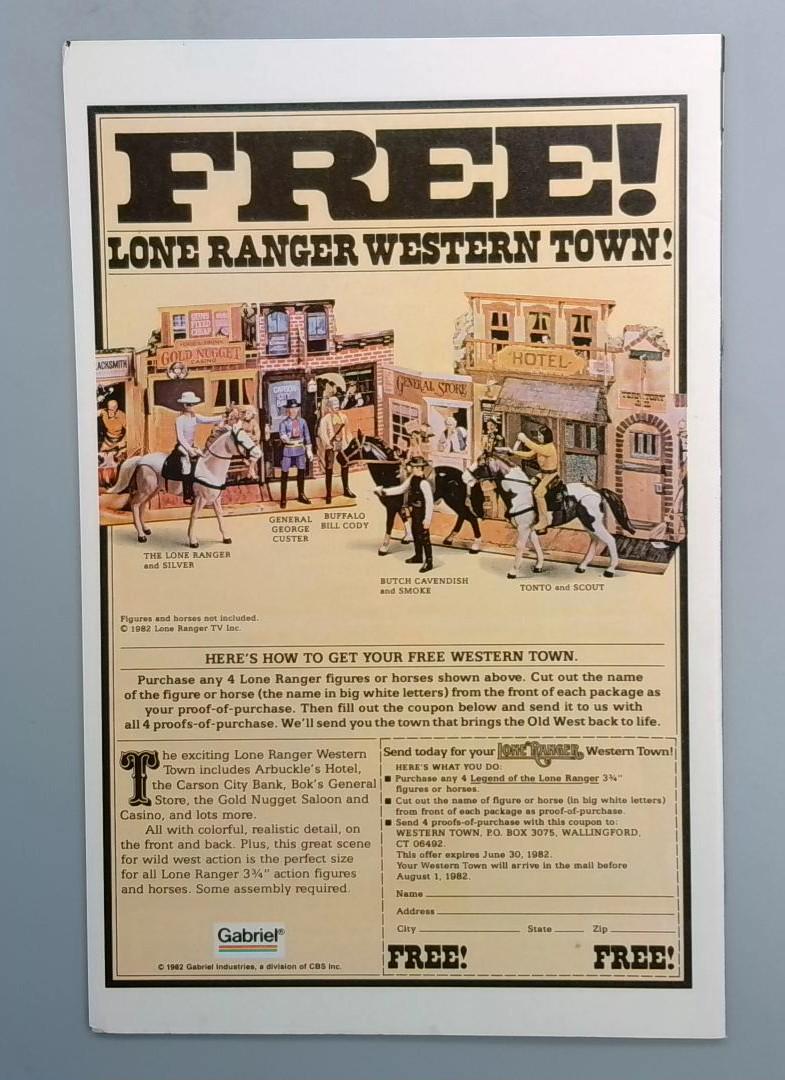 FREE!
LONE RANGER WESTERN TOWN!
GUNS
FIXED
CHEAP
GOLD NUGGET
CASINO
ACKSMITH
CARSON
CITY
GENERAL STORE
HOTEL
THE LONE RANGER
and SILVER
GENERAL
GEORGE
CUSTER
BUFFALO
BILL CODY
BUTCH CAVENDISH
and SMOKE
TONTO and SCOUT
Figures and horses not included.
© 1982 Lone Ranger TV Inc.
HERE'S HOW TO GET YOUR FREE WESTERN TOWN.
Purchase any 4 Lone Ranger figures or horses shown above. Cut out the name
of the figure or horse (the name in big white letters) from the front of each package as
your proof-of-purchase. Then fill out the coupon below and send it to us with
all 4 proofs-of-purchase. We'll send you the town that brings the Old West back to life.
The exciting Lone Ranger Western
Town includes Arbuckle's Hotel,
the Carson City Bank, Bok's General
Store, the Gold Nugget Saloon and
Casino, and lots more.
All with colorful, realistic detail, on
the front and back. Plus, this great scene
for wild west action is the perfect size
for all Lone Ranger 3¾" action figures
and horses. Some assembly required.
Gabriel®
© 1982 Gabriel Industries, a division of CBS Inc.
Send today for your LONE RANGER Western Town!
HERE'S WHAT YOU DO:
■ Purchase any 4 Legend of the Lone Ranger 3¾"
figures or horses.
■ Cut out the name of figure or horse (in big white letters)
from front of each package as proof-of-purchase.
■ Send 4 proofs-of-purchase with this coupon to:
WESTERN TOWN, P.O. BOX 3075, WALLINGFORD,
CT 06492.
This offer expires June 30, 1982.
Your Western Town will arrive in the mail before
August 1, 1982.
Name
Address
City State Zip
FREE! FREE!